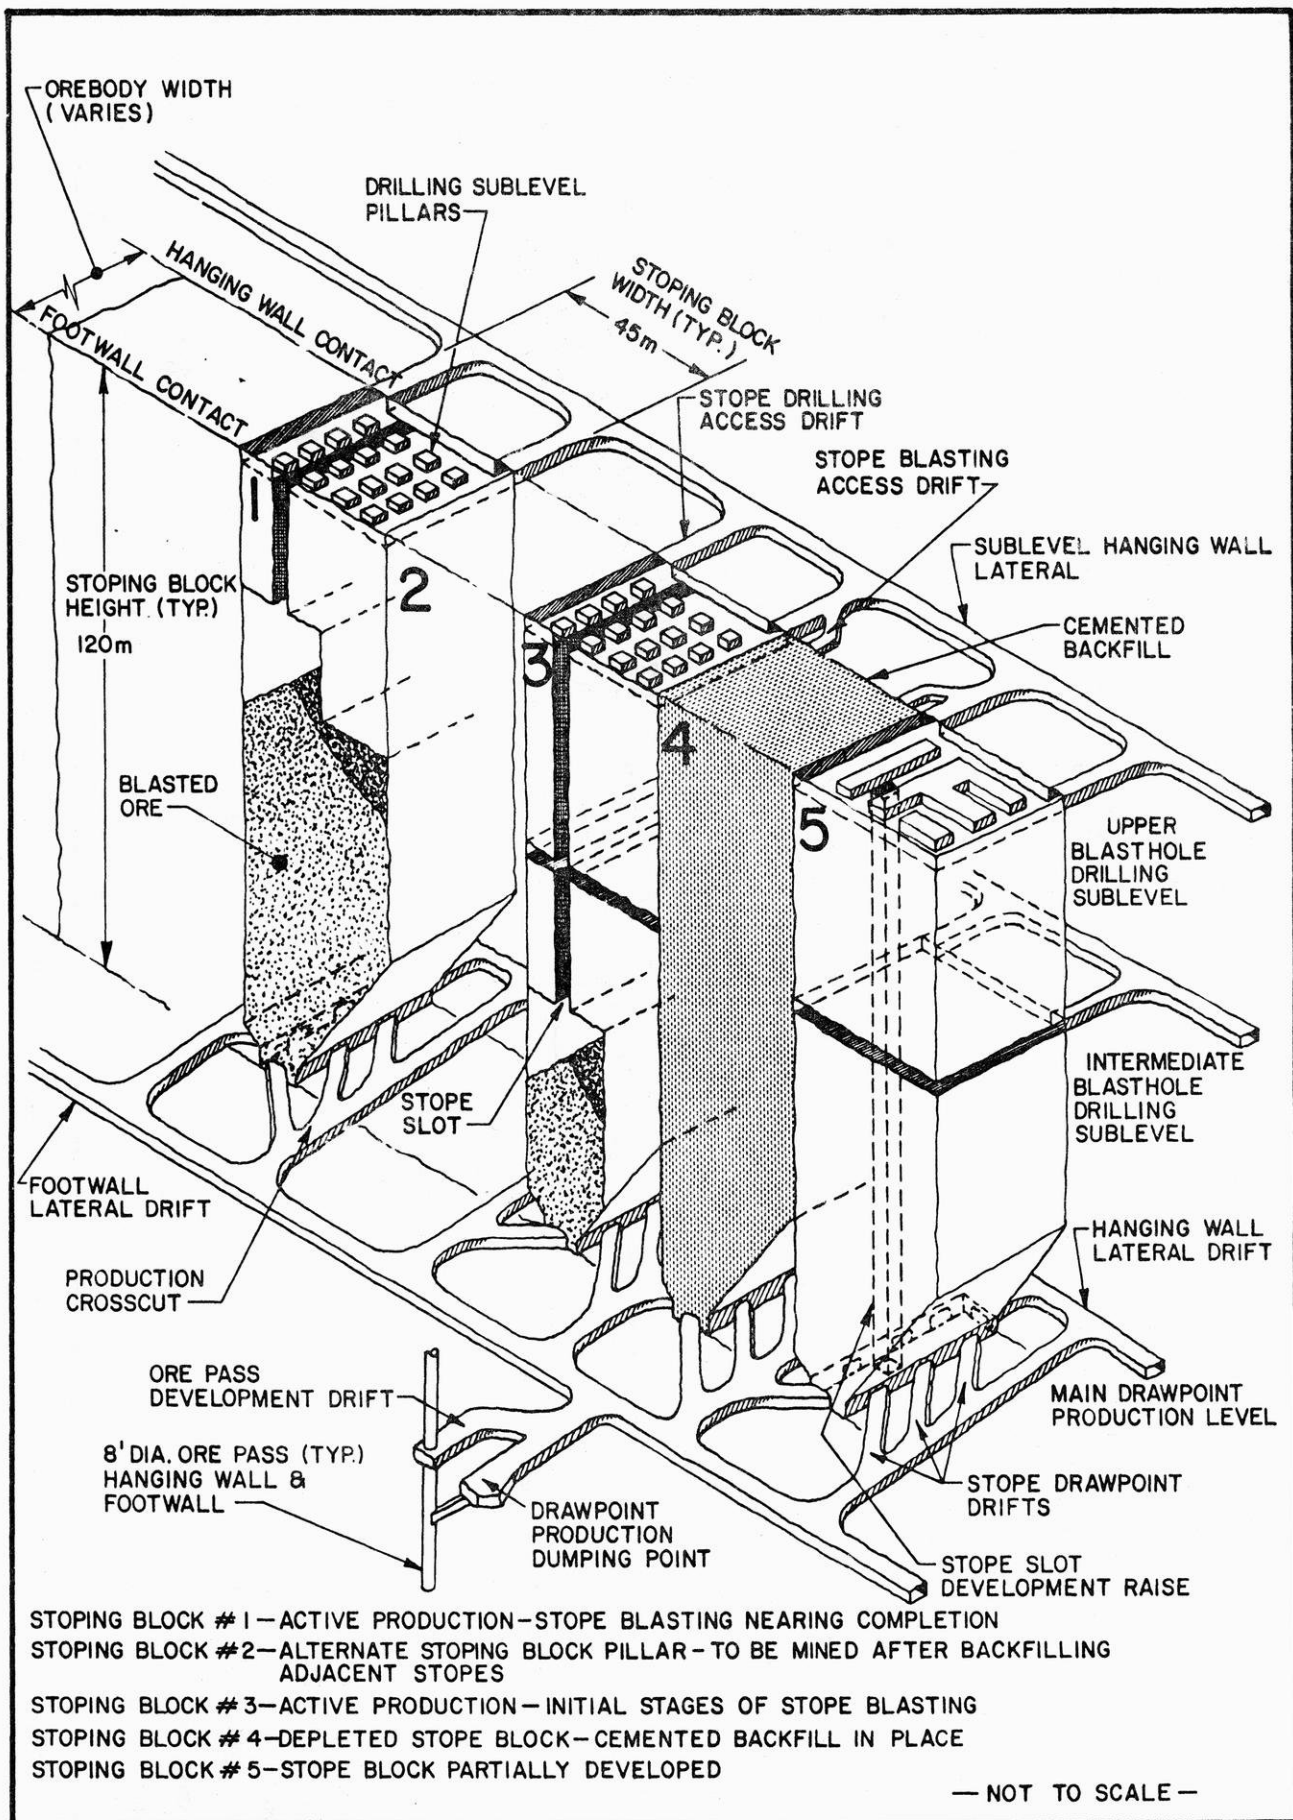 OREBODY WIDTH
(VARIES)
DRILLING SUBLEVEL
PILLARS
HANGING WALL CONTACT
FOOTWALL CONTACT
STOPING BLOCK
WIDTH (TYP.)
45m
STOPE DRILLING
ACCESS DRIFT
STOPE BLASTING
ACCESS DRIFT
SUBLEVEL HANGING WALL
LATERAL
CEMENTED
BACKFILL
1
2
3
4
5
STOPING BLOCK
HEIGHT (TYP.)
120m
BLASTED
ORE
UPPER
BLASTHOLE
DRILLING
SUBLEVEL
INTERMEDIATE
BLASTHOLE
DRILLING
SUBLEVEL
STOPE
SLOT
FOOTWALL
LATERAL DRIFT
PRODUCTION
CROSSCUT
HANGING WALL
LATERAL DRIFT
ORE PASS
DEVELOPMENT DRIFT
MAIN DRAWPOINT
PRODUCTION LEVEL
8' DIA. ORE PASS (TYP.)
HANGING WALL &
FOOTWALL
DRAWPOINT
PRODUCTION
DUMPING POINT
STOPE DRAWPOINT
DRIFTS
STOPE SLOT
DEVELOPMENT RAISE
STOPING BLOCK #1—ACTIVE PRODUCTION—STOPE BLASTING NEARING COMPLETION
STOPING BLOCK #2—ALTERNATE STOPING BLOCK PILLAR—TO BE MINED AFTER BACKFILLING
ADJACENT STOPES
STOPING BLOCK #3—ACTIVE PRODUCTION—INITIAL STAGES OF STOPE BLASTING
STOPING BLOCK #4—DEPLETED STOPE BLOCK—CEMENTED BACKFILL IN PLACE
STOPING BLOCK #5—STOPE BLOCK PARTIALLY DEVELOPED
— NOT TO SCALE —